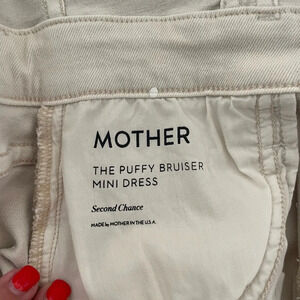 MOTHER
THE PUFFY BRUISER
MINI DRESS
Second Chance
MADE by MOTHER IN THE U.S.A.